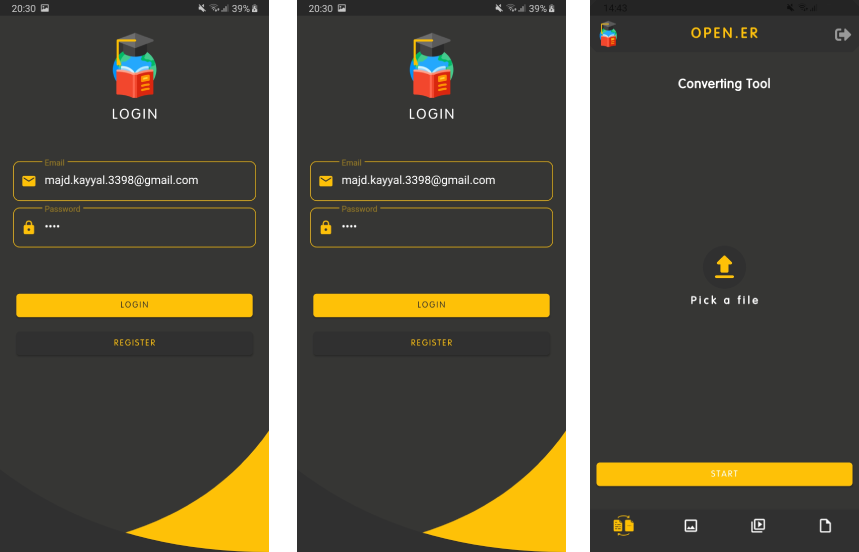 20:30 39%
LOGIN
Email
majd.kayyal.3398@gmail.com
Password
••••
LOGIN
REGISTER
20:30 39%
LOGIN
Email
majd.kayyal.3398@gmail.com
Password
••••
LOGIN
REGISTER
14:43
OPEN.ER
Converting Tool
Pick a file
START